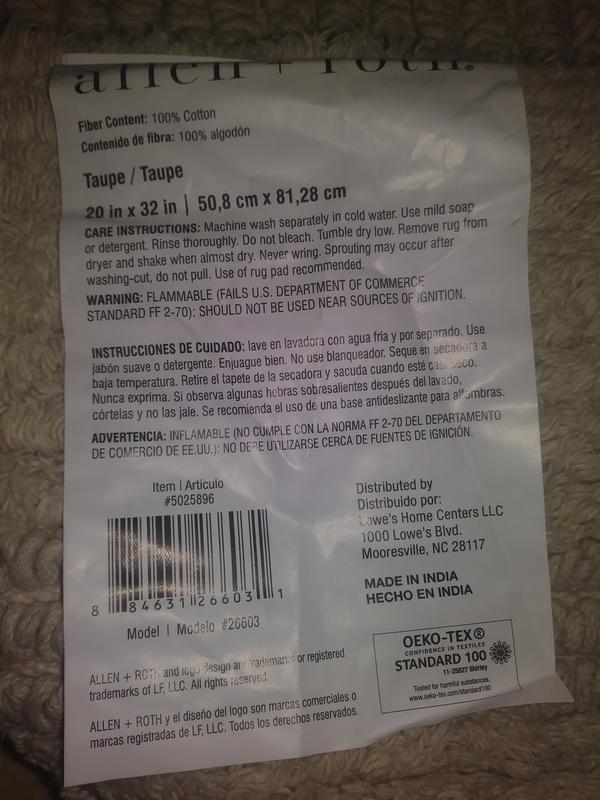 allen + roth®
Fiber Content: 100% Cotton
Contenido de fibra: 100% algodón
Taupe / Taupe
20 in x 32 in | 50,8 cm x 81,28 cm
CARE INSTRUCTIONS: Machine wash separately in cold water. Use mild soap
or detergent. Rinse thoroughly. Do not bleach. Tumble dry low. Remove rug from
dryer and shake when almost dry. Never wring. Sprouting may occur after
washing-cut, do not pull. Use of rug pad recommended.
WARNING: FLAMMABLE (FAILS U.S. DEPARTMENT OF COMMERCE
STANDARD FF 2-70): SHOULD NOT BE USED NEAR SOURCES OF IGNITION.
INSTRUCCIONES DE CUIDADO: lave en lavadora con agua fría y por separado. Use
jabón suave o detergente. Enjuague bien. No use blanqueador. Seque en secadora a
baja temperatura. Retire el tapete de la secadora y sacuda cuando esté casi seco.
Nunca exprima. Si observa algunas hebras sobresalientes después del lavado,
córtelas y no las jale. Se recomienda el uso de una base antideslizante para alfombras.
ADVERTENCIA: INFLAMABLE (NO CUMPLE CON LA NORMA FF 2-70 DEL DEPARTAMENTO
DE COMERCIO DE EE.UU.): NO DEBE UTILIZARSE CERCA DE FUENTES DE IGNICIÓN.
Item | Artículo
#5025896
8 84631 26603 1
Model | Modelo #26603
Distributed by
Distribuido por:
Lowe's Home Centers LLC
1000 Lowe's Blvd.
Mooresville, NC 28117
MADE IN INDIA
HECHO EN INDIA
OEKO-TEX®
CONFIDENCE IN TEXTILES
STANDARD 100
11-25827 Shirley
Tested for harmful substances.
www.oeko-tex.com/standard100
ALLEN + ROTH and logo design are trademarks or registered
trademarks of LF, LLC. All rights reserved.
ALLEN + ROTH y el diseño del logo son marcas comerciales o
marcas registradas de LF, LLC. Todos los derechos reservados.